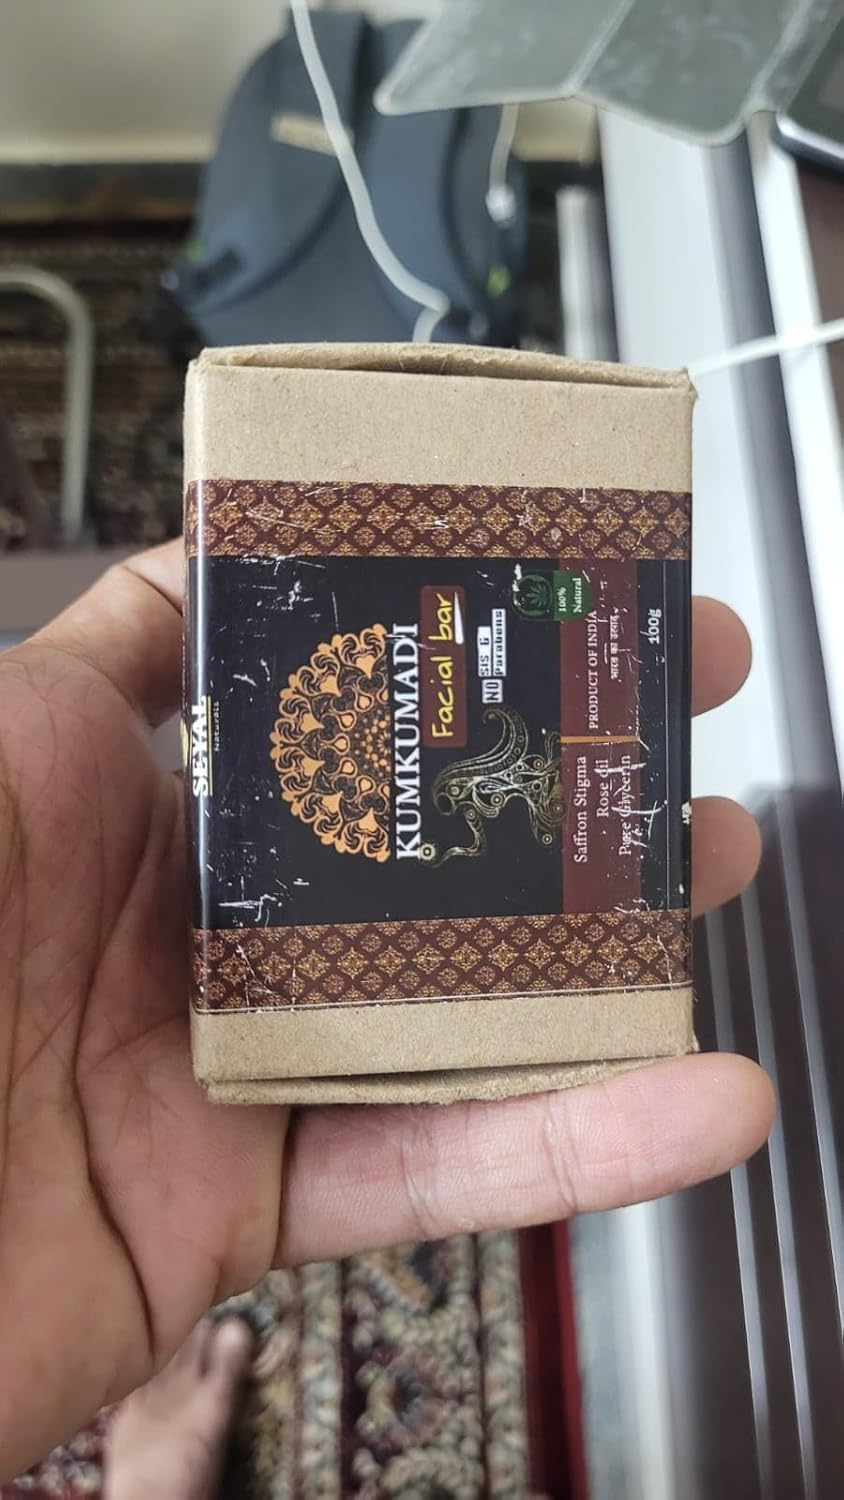 SEYAL
Naturals
KUMKUMADI
Facial bar
NO SLS &
Parabens
100%
Natural
Saffron Stigma
Rose Oil
Pure Glycerin
PRODUCT OF INDIA
भारत का उत्पाद
100g